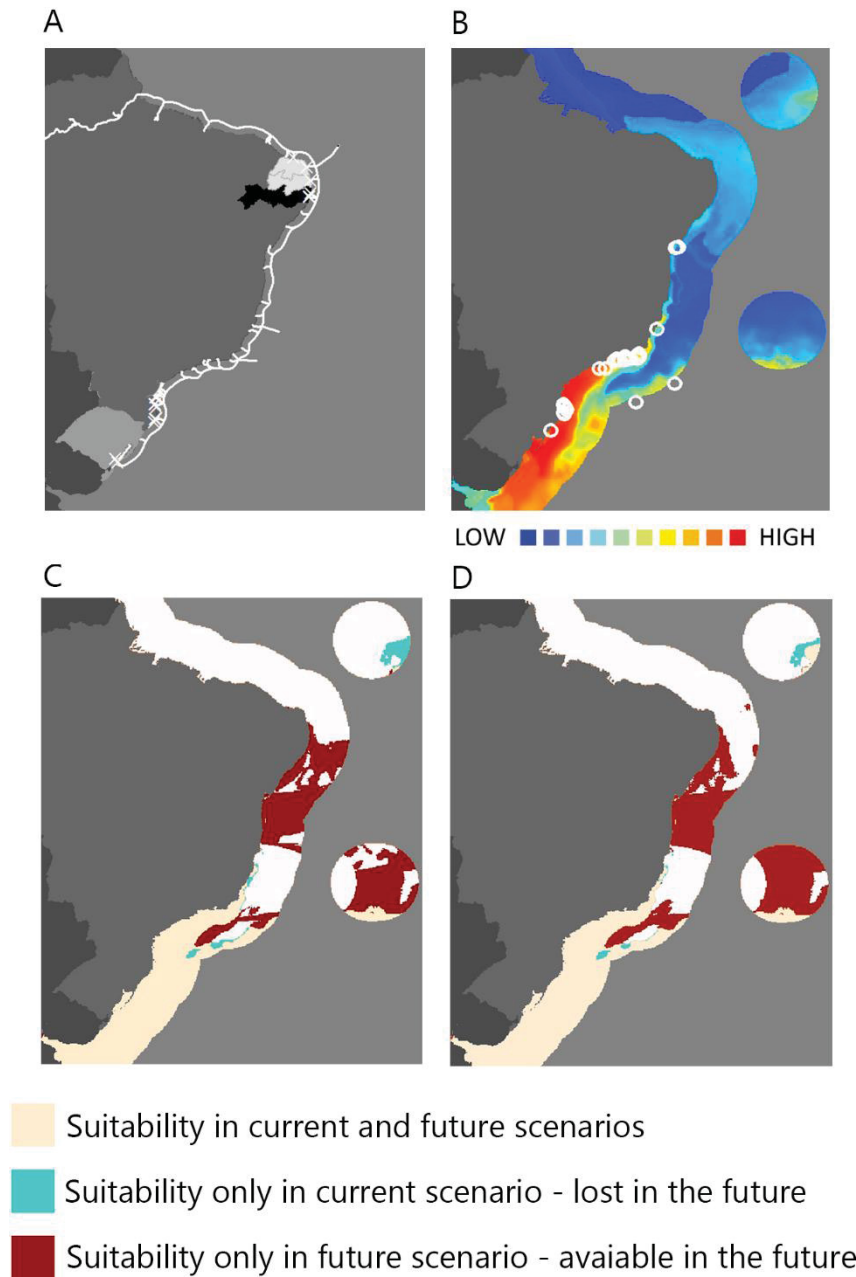 A
B
LOW HIGH
C
D
Suitability in current and future scenarios
Suitability only in current scenario - lost in the future
Suitability only in future scenario - avaiable in the future